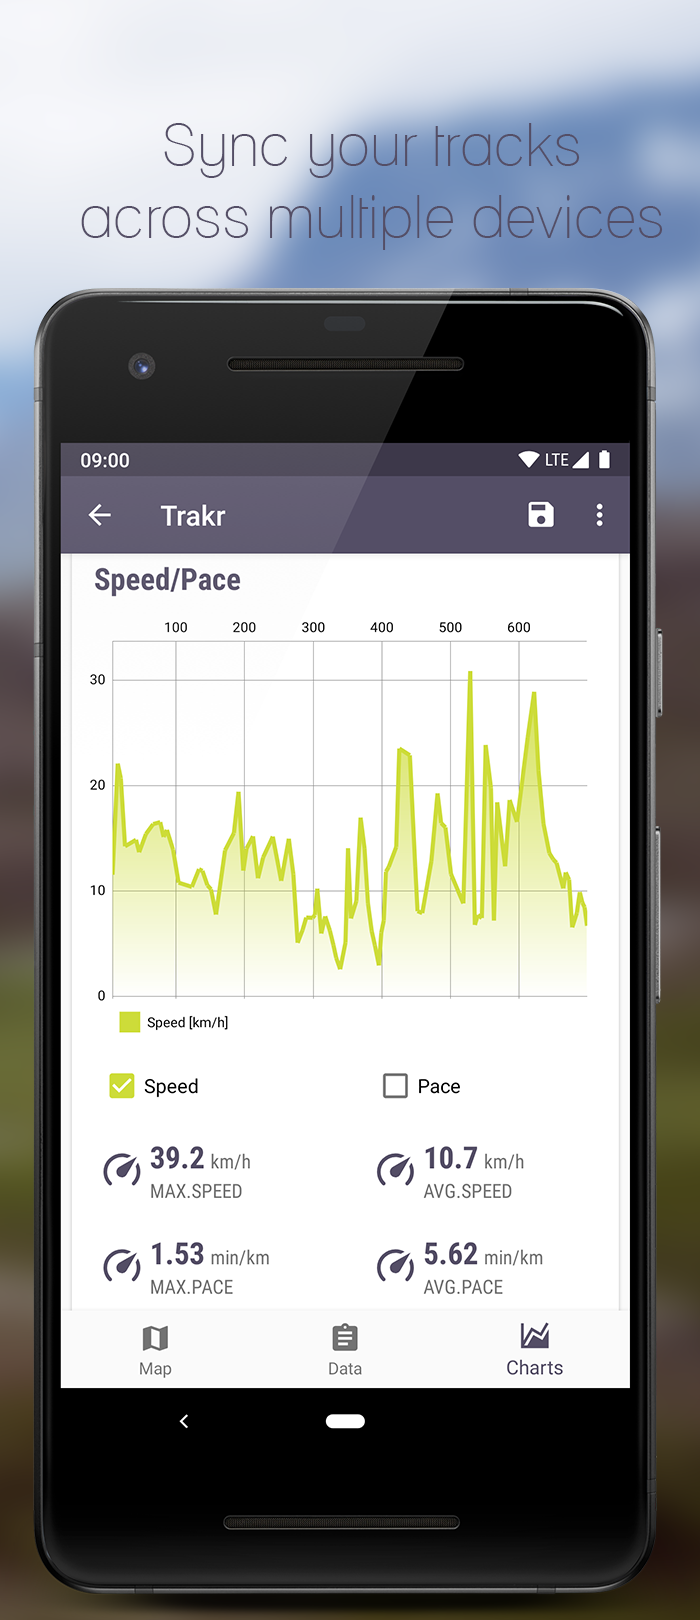 Sync your tracks
across multiple devices
09:00 LTE
Trakr
Speed/Pace
100 200 300 400 500 600
30
20
10
0
Speed [km/h]
Speed Pace
39.2 km/h 10.7 km/h
MAX.SPEED AVG.SPEED
1.53 min/km 5.62 min/km
MAX.PACE AVG.PACE
Map Data Charts